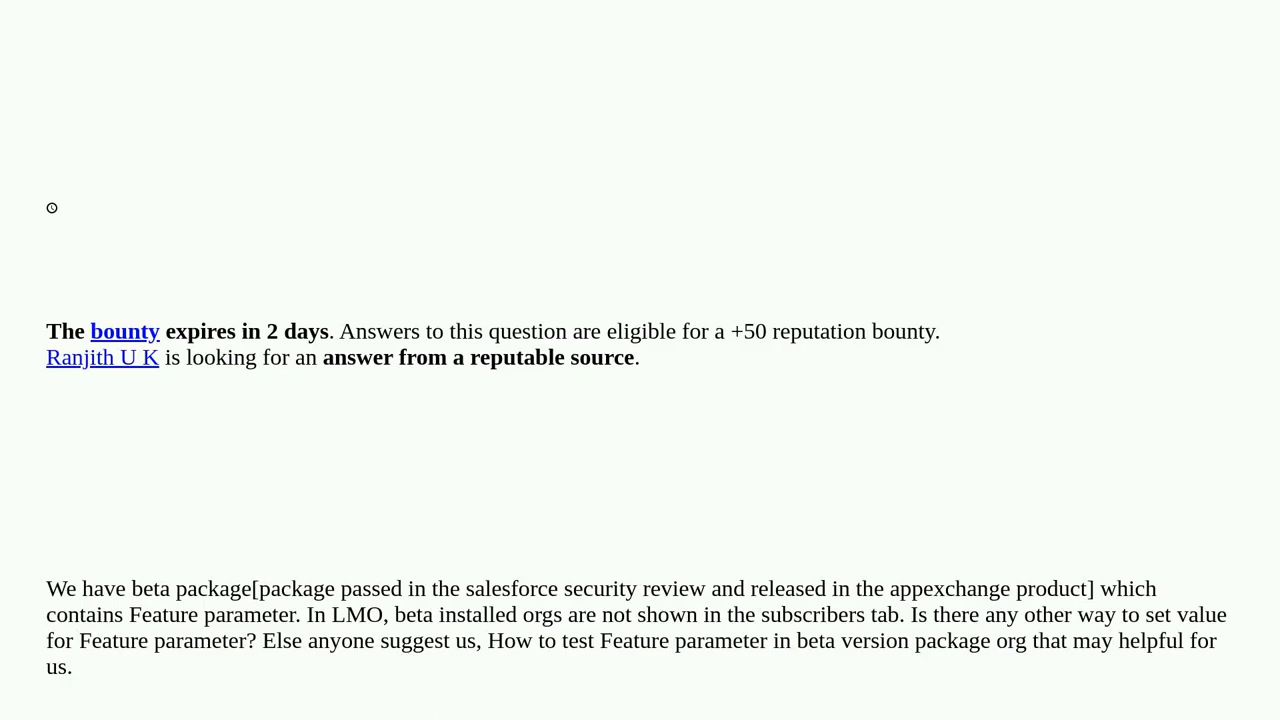 The bounty expires in 2 days. Answers to this question are eligible for a +50 reputation bounty.
Ranjith U K is looking for an answer from a reputable source.
We have beta package[package passed in the salesforce security review and released in the appexchange product] which
contains Feature parameter. In LMO, beta installed orgs are not shown in the subscribers tab. Is there any other way to set value
for Feature parameter? Else anyone suggest us, How to test Feature parameter in beta version package org that may helpful for
us.